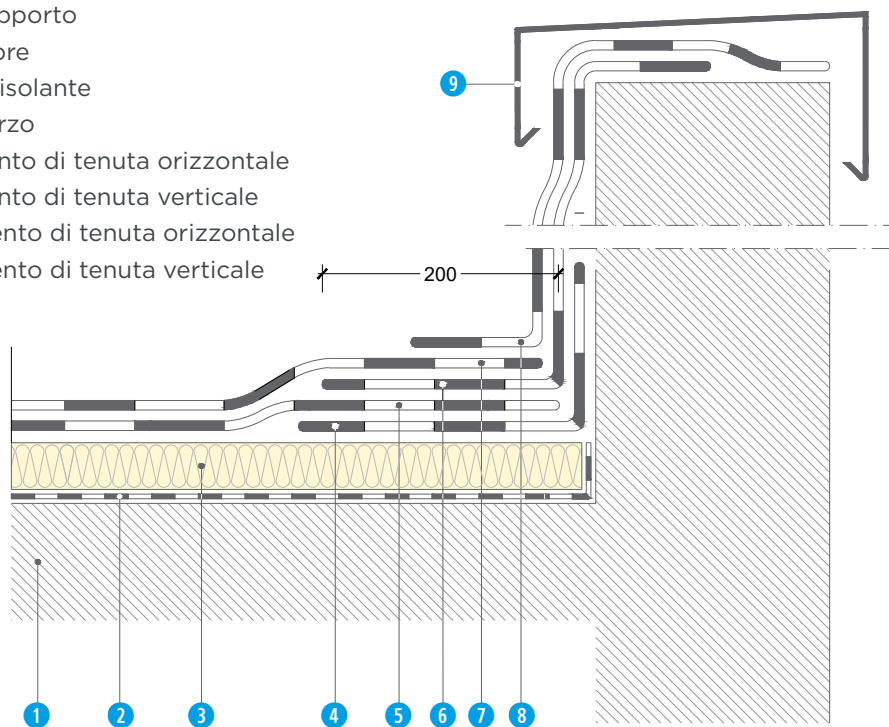 pporto
ore
isolante
rzo
nto di tenuta orizzontale
nto di tenuta verticale
ento di tenuta orizzontale
ento di tenuta verticale
9
200
1 2 3 4 5 6 7 8